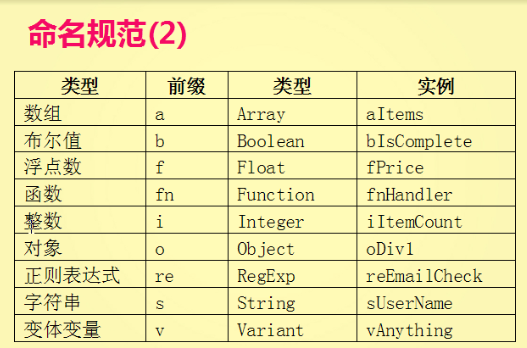 命名规范(2)
类型 前缀 类型 实例
数组 a Array aItems
布尔值 b Boolean bIsComplete
浮点数 f Float fPrice
函数 fn Function fnHandler
整数 i Integer iItemCount
对象 o Object oDiv1
正则表达式 re RegExp reEmailCheck
字符串 s String sUserName
变体变量 v Variant vAnything